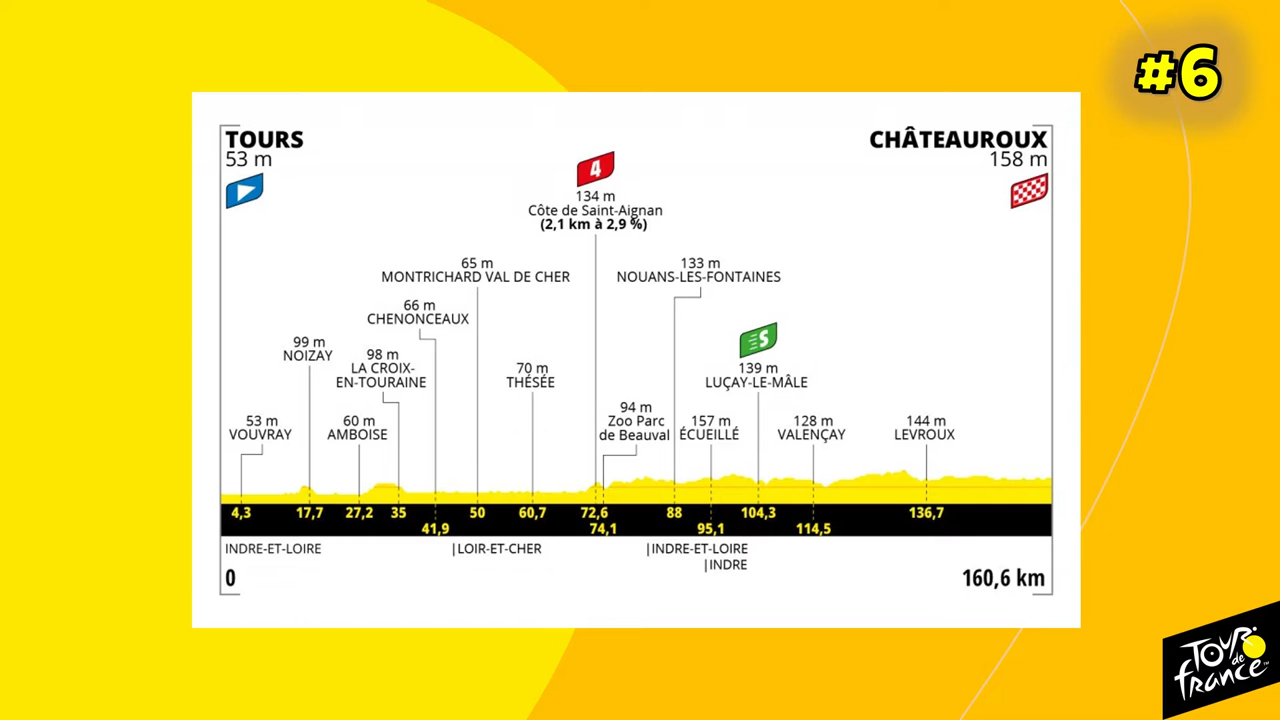 #6
TOURS
53 m
CHÂTEAUROUX
158 m
4
134 m
Côte de Saint-Aignan
(2,1 km à 2,9 %)
65 m
MONTRICHARD VAL DE CHER
133 m
NOUANS-LES-FONTAINES
66 m
CHENONCEAUX
S
99 m
NOIZAY
98 m
LA CROIX-
EN-TOURAINE
70 m
THÉSÉE
139 m
LUÇAY-LE-MÂLE
53 m
VOUVRAY
60 m
AMBOISE
94 m
Zoo Parc
de Beauval
157 m
ÉCUEILLÉ
128 m
VALENÇAY
144 m
LEVROUX
4,3 17,7 27,2 35 50 60,7 72,6 88 104,3 136,7
41,9 74,1 95,1 114,5
INDRE-ET-LOIRE |LOIR-ET-CHER |INDRE-ET-LOIRE
|INDRE
0 160,6 km
TOUR
de
france™